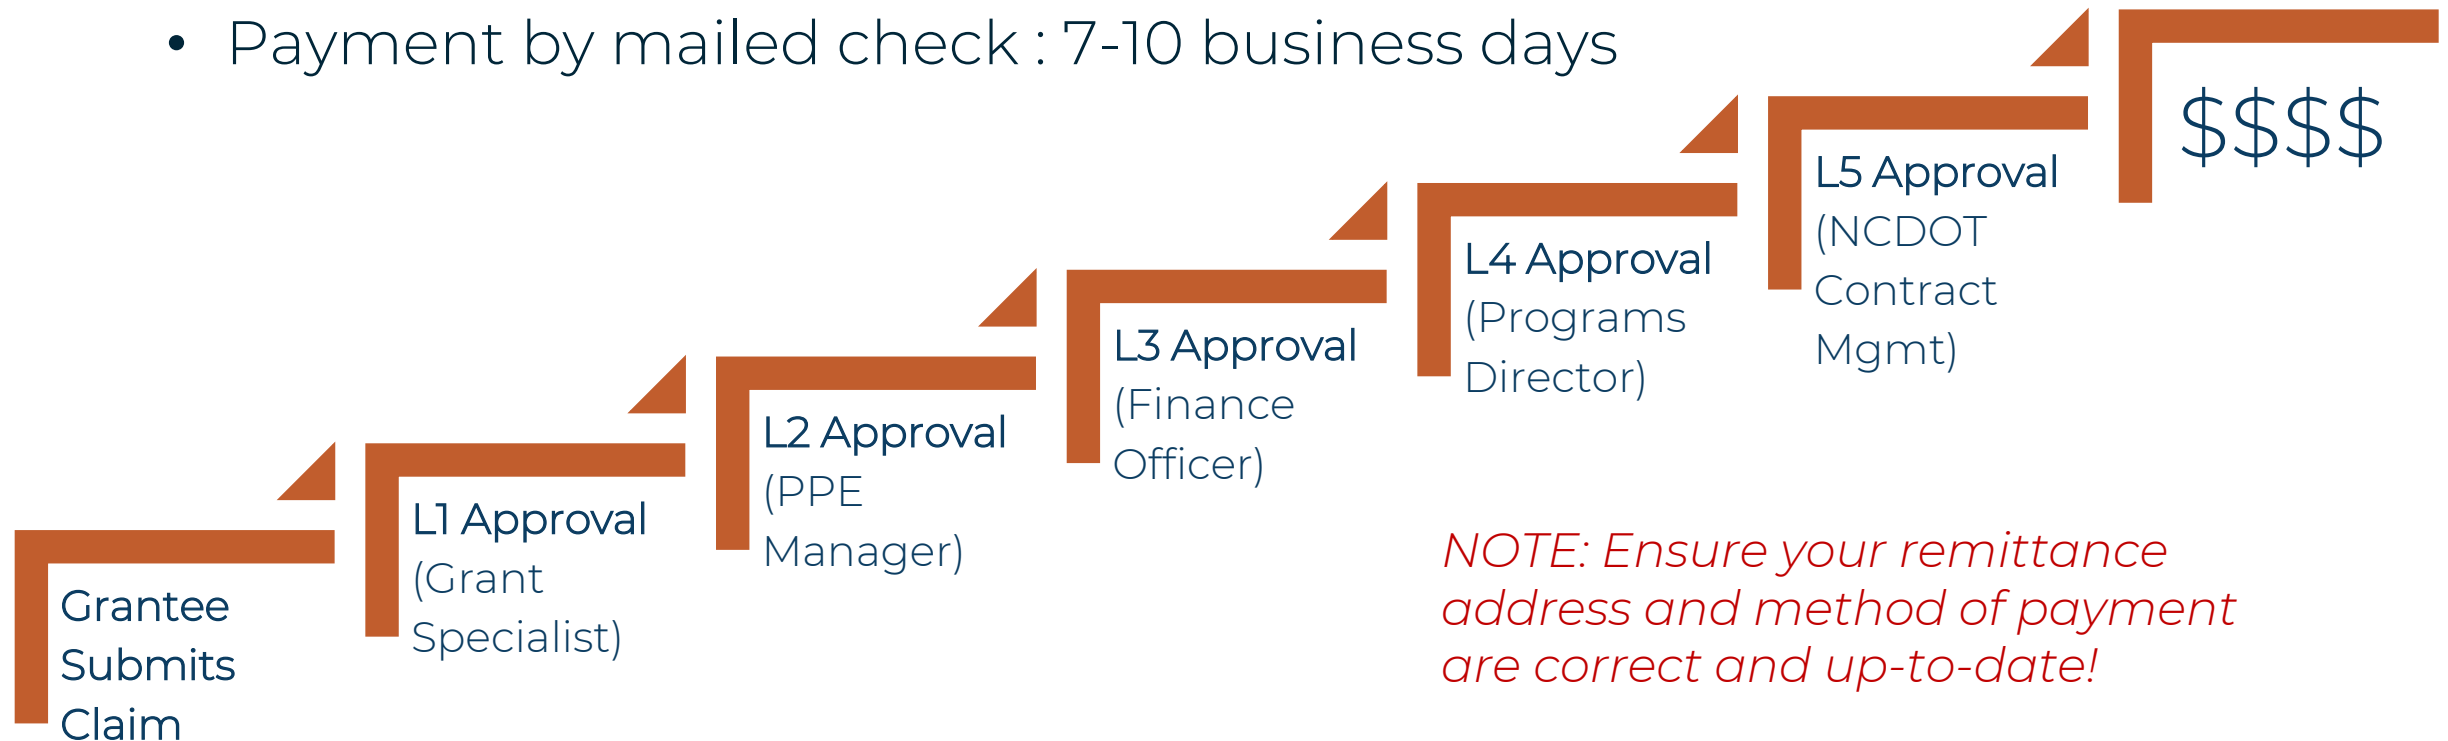 • Payment by mailed check : 7-10 business days
Grantee
Submits
Claim
L1 Approval
(Grant
Specialist)
L2 Approval
(PPE
Manager)
L3 Approval
(Finance
Officer)
L4 Approval
(Programs
Director)
L5 Approval
(NCDOT
Contract
Mgmt)
$$$$
NOTE: Ensure your remittance
address and method of payment
are correct and up-to-date!